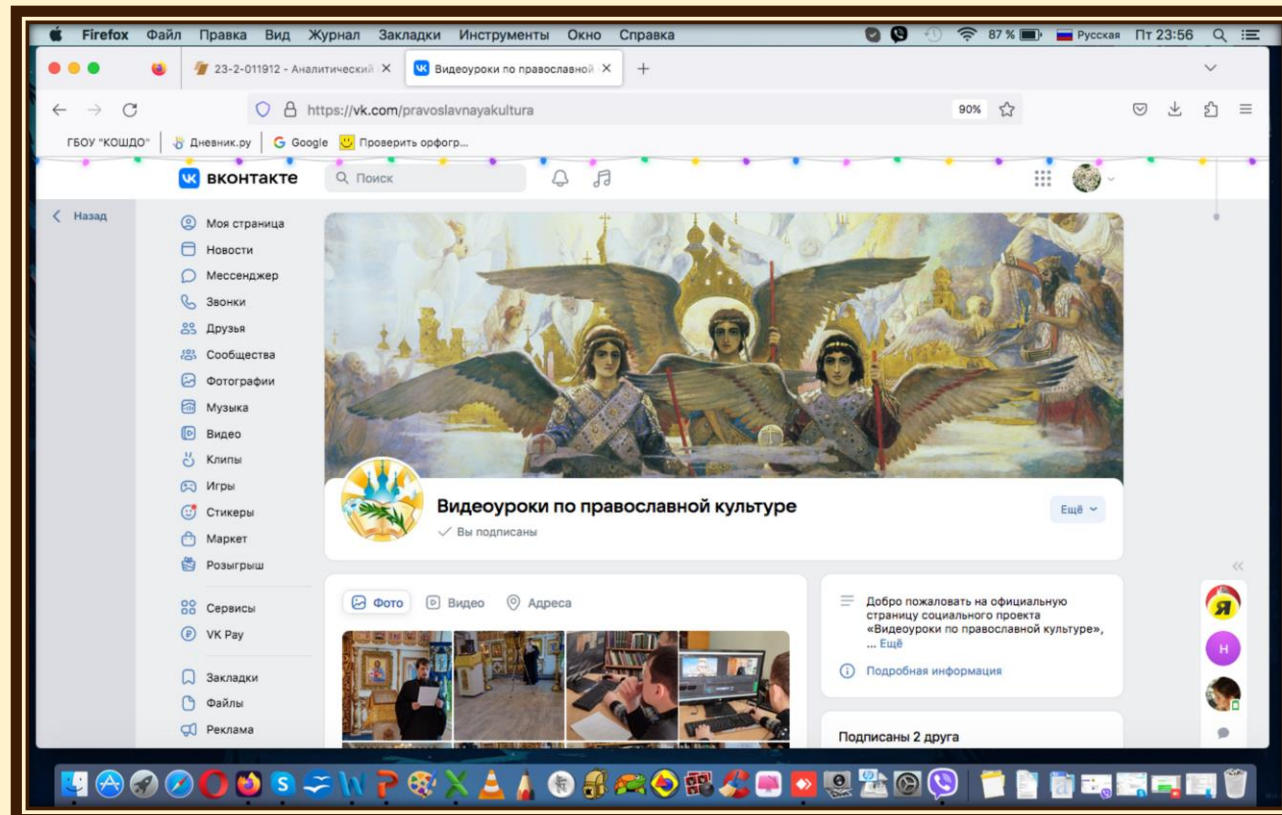 Firefox Файл Правка Вид Журнал Закладки Инструменты Окно Справка 87 % Русская Пт 23:56
23-2-011912 - Аналитический Видеоуроки по православной
https://vk.com/pravoslavnayakultura 90%
ГБОУ "КОШДО" Дневник.ру Google Проверить орфогр...
вконтакте Поиск
Назад
Моя страница
Новости
Мессенджер
Звонки
Друзья
Сообщества
Фотографии
Музыка
Видео
Клипы
Игры
Стикеры
Маркет
Розыгрыш
Сервисы
VK Pay
Закладки
Файлы
Реклама
Видеоуроки по православной культуре
Вы подписаны
Ещё
Фото Видео Адреса
Добро пожаловать на официальную
страницу социального проекта
«Видеоуроки по православной культуре»,
... Ещё
Подробная информация
Подписаны 2 друга
Я
Н